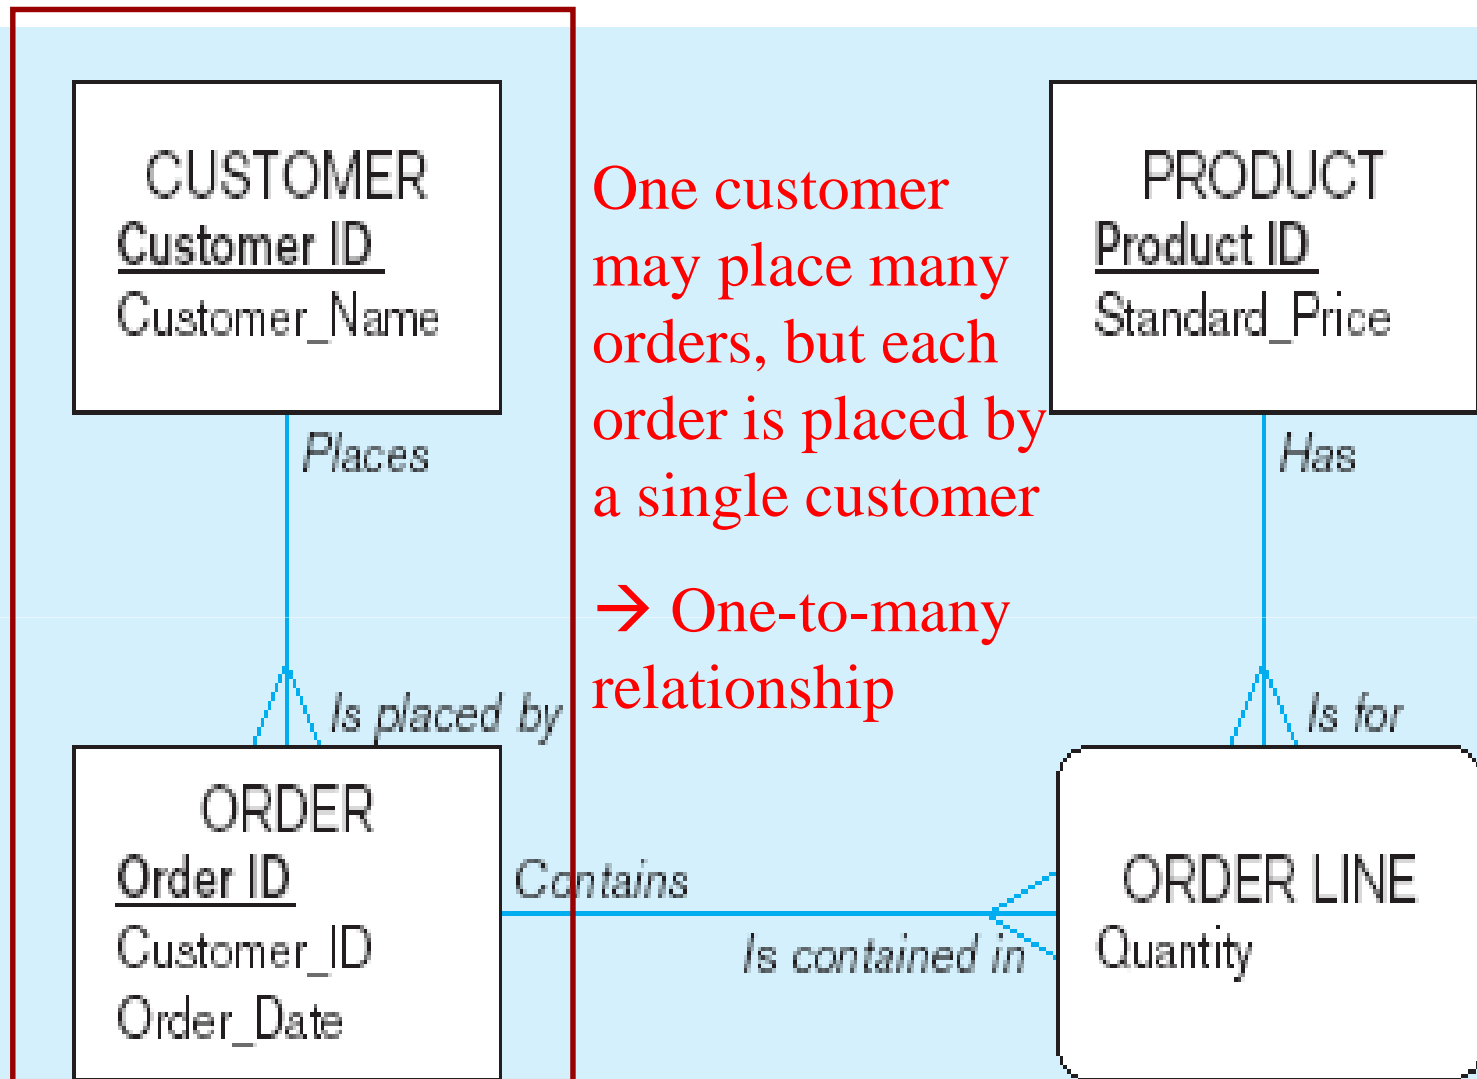 CUSTOMER
Customer ID
Customer_Name
Places
Is placed by
ORDER
Order ID
Customer_ID
Order_Date
One customer
may place many
orders, but each
order is placed by
a single customer
→ One-to-many
relationship
Contains
Is contained in
PRODUCT
Product ID
Standard_Price
Has
Is for
ORDER LINE
Quantity